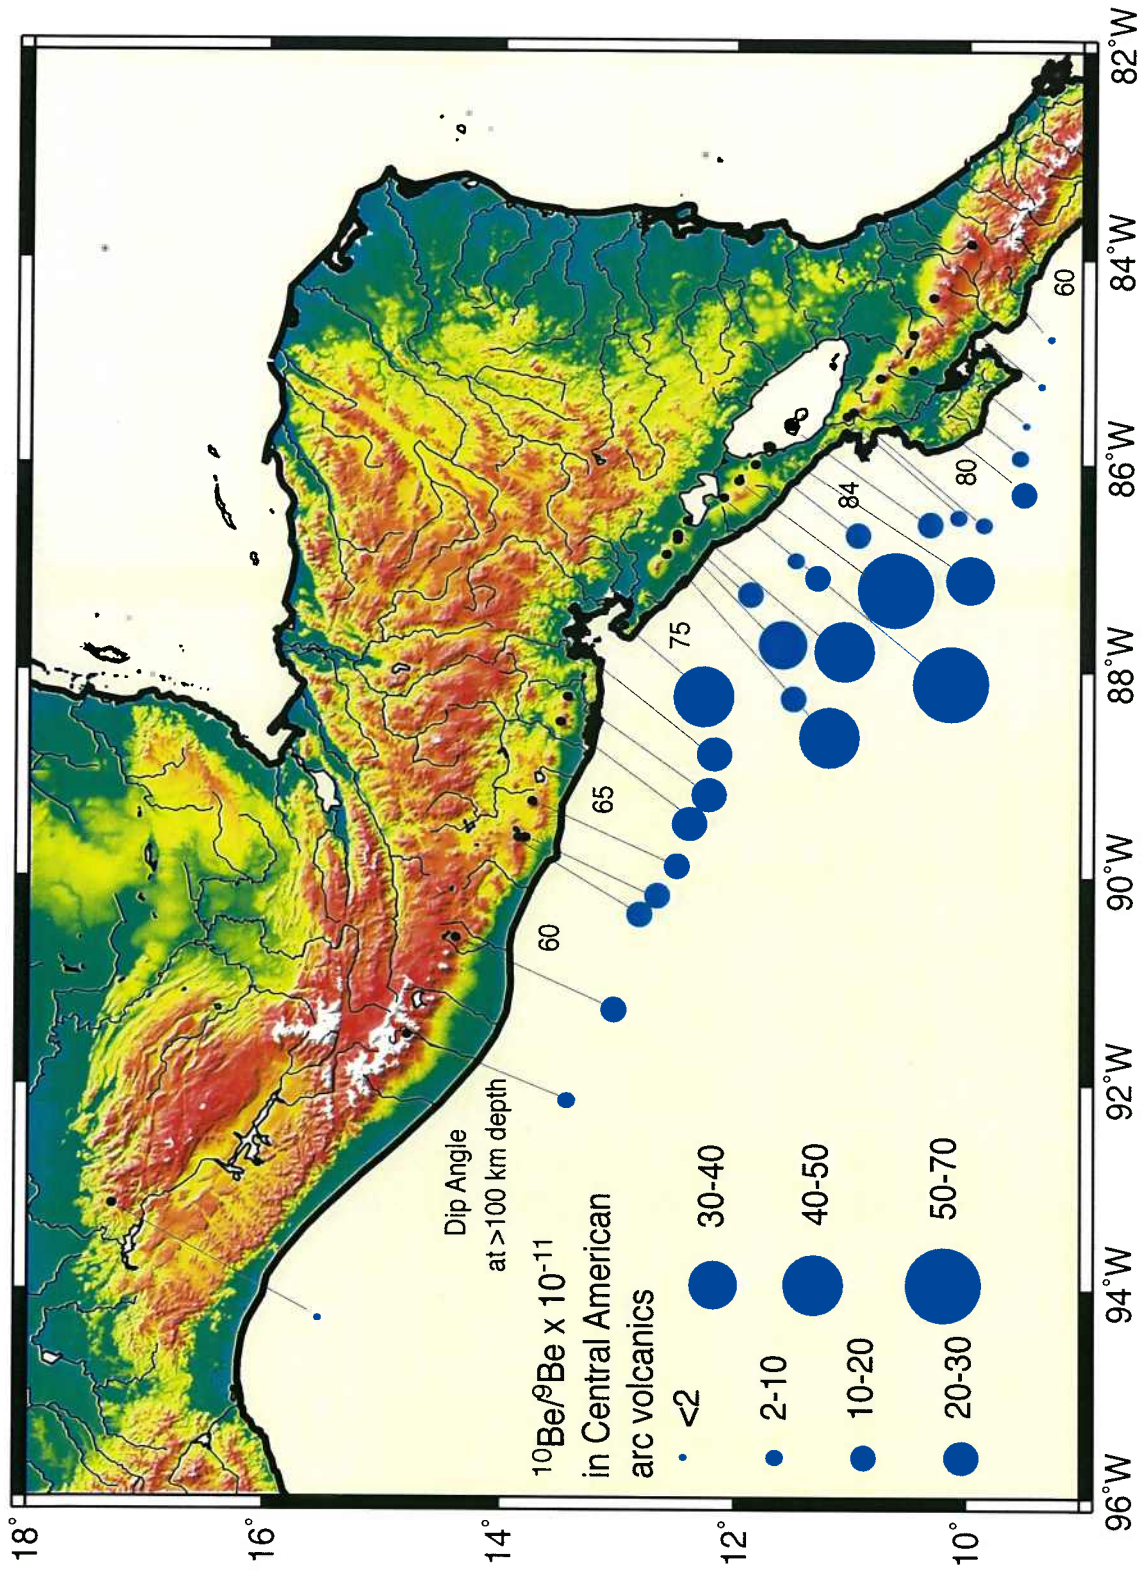 18°
16°
14°
12°
10°
96°W
94°W
92°W
90°W
88°W
86°W
84°W
82°W
Dip Angle
at >100 km depth
60
65
75
84
80
60
¹⁰Be/⁹Be x 10⁻¹¹
in Central American
arc volcanics
<2
2-10
10-20
20-30
30-40
40-50
50-70